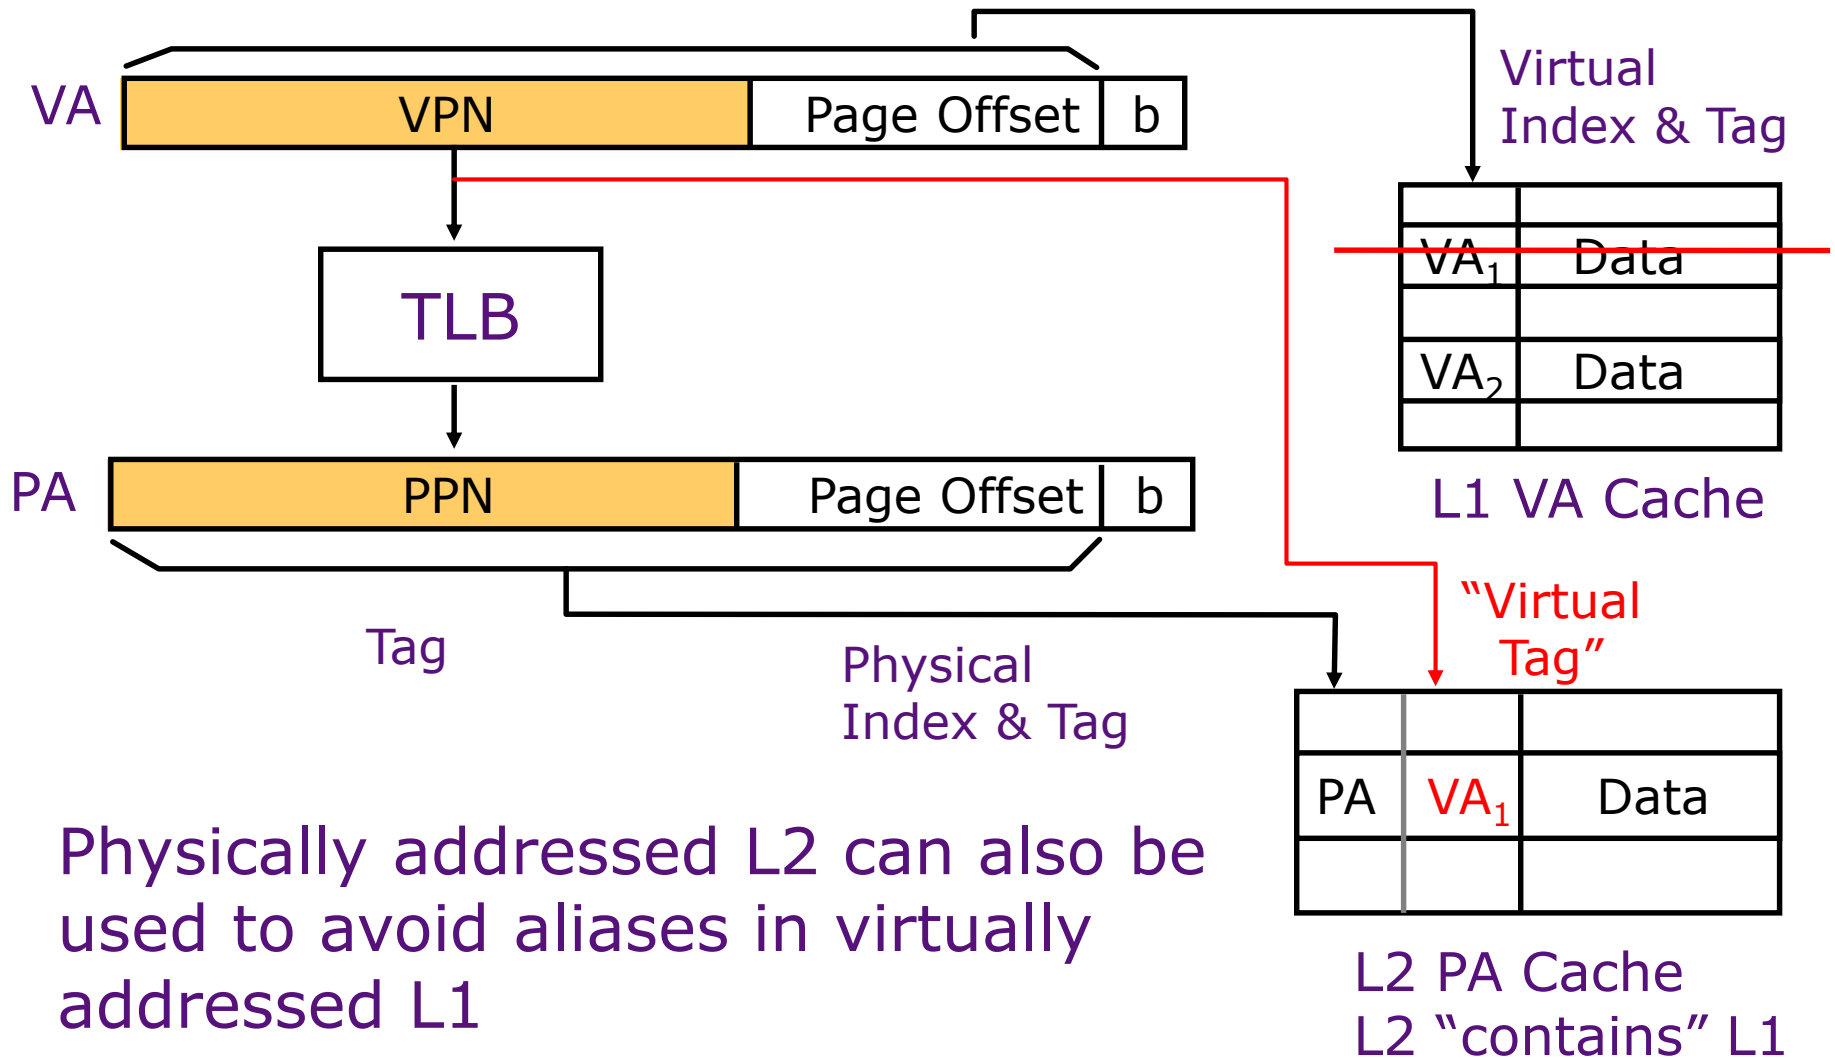 VA
VPN
Page Offset
b
Virtual
Index & Tag
VA₁
Data
TLB
VA₂
Data
PA
PPN
Page Offset
b
L1 VA Cache
“Virtual
Tag”
Tag
Physical
Index & Tag
PA
VA₁
Data
Physically addressed L2 can also be
used to avoid aliases in virtually
addressed L1
L2 PA Cache
L2 “contains” L1